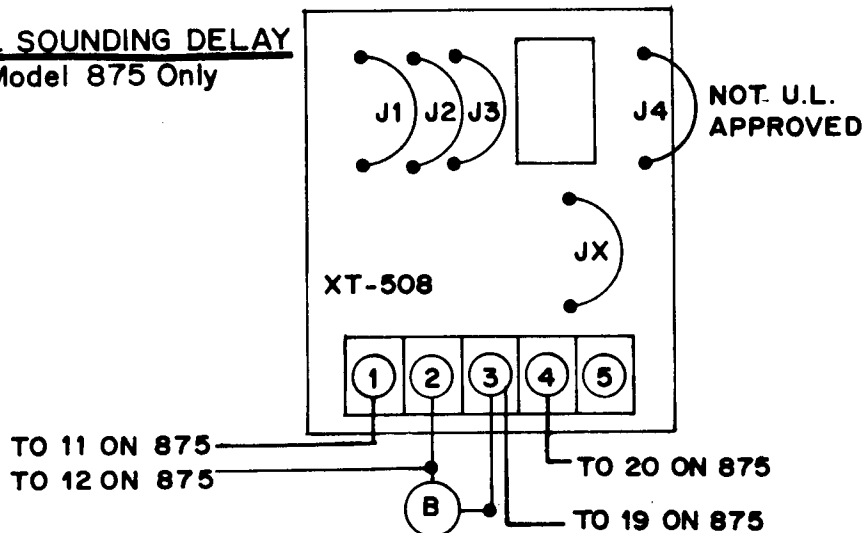 SOUNDING DELAY
Model 875 Only
J1 J2 J3 J4
NOT U.L.
APPROVED
JX
XT-508
1 2 3 4 5
TO 11 ON 875
TO 12 ON 875
B
TO 20 ON 875
TO 19 ON 875